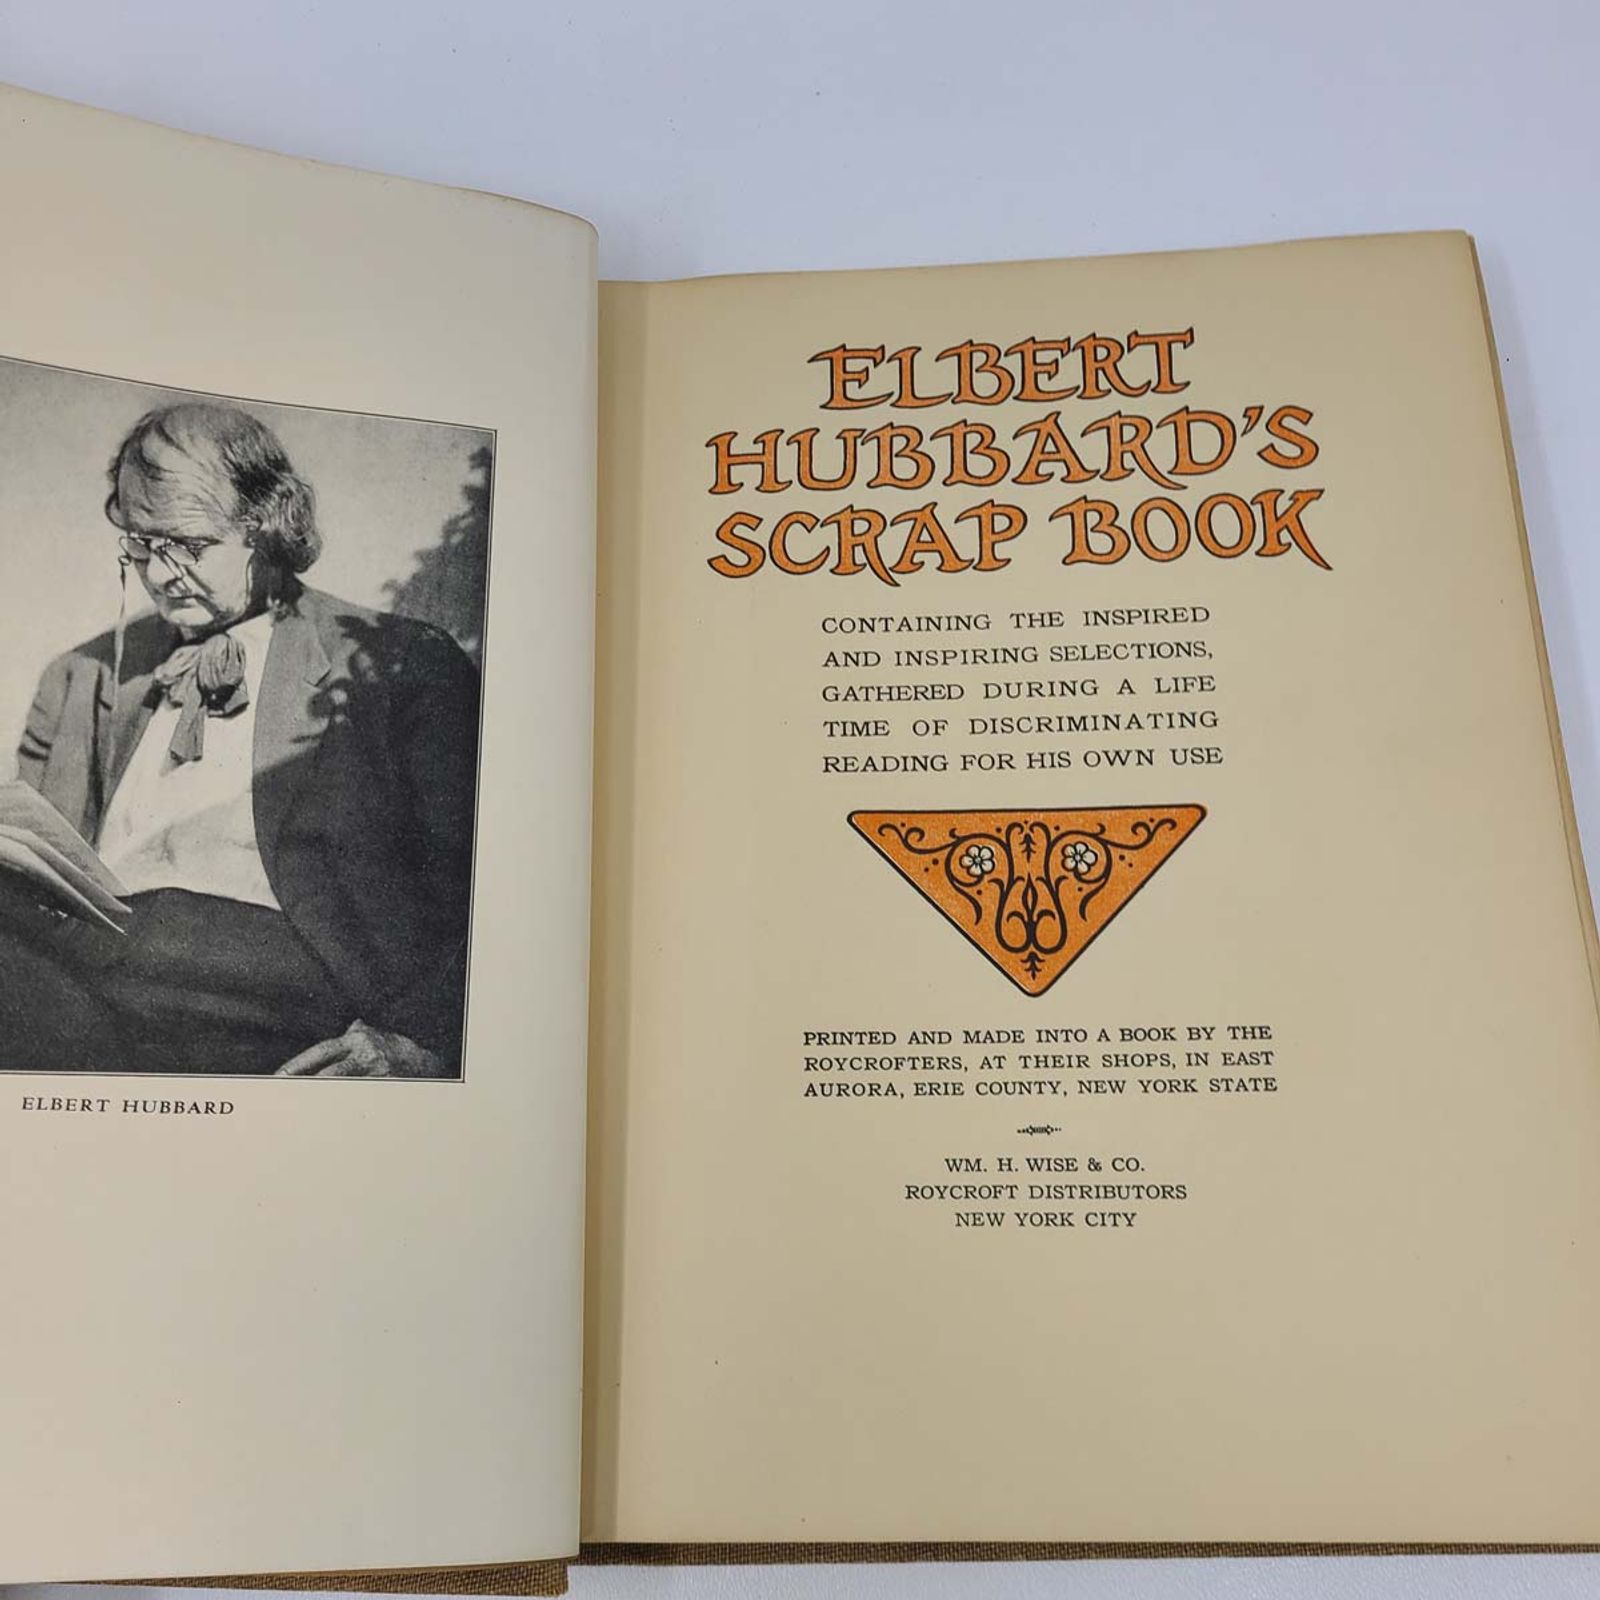 ELBERT HUBBARD
ELBERT
HUBBARD'S
SCRAP BOOK
CONTAINING THE INSPIRED
AND INSPIRING SELECTIONS,
GATHERED DURING A LIFE
TIME OF DISCRIMINATING
READING FOR HIS OWN USE
PRINTED AND MADE INTO A BOOK BY THE
ROYCROFTERS, AT THEIR SHOPS, IN EAST
AURORA, ERIE COUNTY, NEW YORK STATE
WM. H. WISE & CO.
ROYCROFT DISTRIBUTORS
NEW YORK CITY